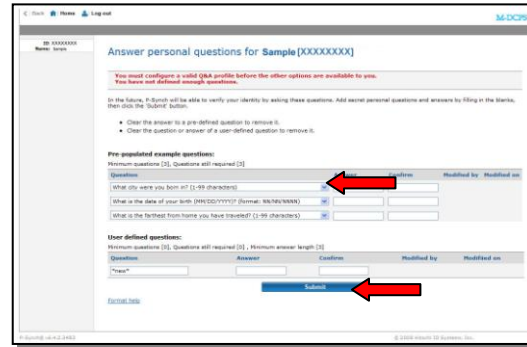 Back Home Log out
M-DCPS
ID: XXXXXXXX
Name: Sample
Answer personal questions for Sample[XXXXXXXX]
You must configure a valid Q&A profile before the other options are available to you.
You have not defined enough questions.
In the future, P-Synch will be able to verify your identity by asking these questions. Add secret personal questions and answers by filling in the blanks,
then click the 'Submit' button.
Clear the answer to a pre-defined question to remove it.
Clear the question or answer of a user-defined question to remove it.
Pre-populated example questions:
Minimum questions [3], Questions still required [3]
Question Answer Confirm Modified by Modified on
What city were you born in? (1-99 characters)
What is the date of your birth (MM/DD/YYYY)? (format: NN/NN/NNNN)
What is the farthest from home you have traveled? (1-99 characters)
User defined questions:
Minimum questions [0], Questions still required [0] , Minimum answer length [3]
Question Answer Confirm Modified by Modified on
*new*
Submit
Format help
© 2008 Hitachi ID Systems, Inc.